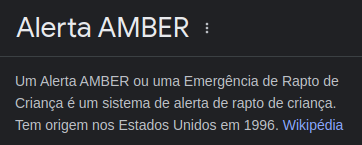 Alerta AMBER
Um Alerta AMBER ou uma Emergência de Rapto de
Criança é um sistema de alerta de rapto de criança.
Tem origem nos Estados Unidos em 1996. Wikipédia